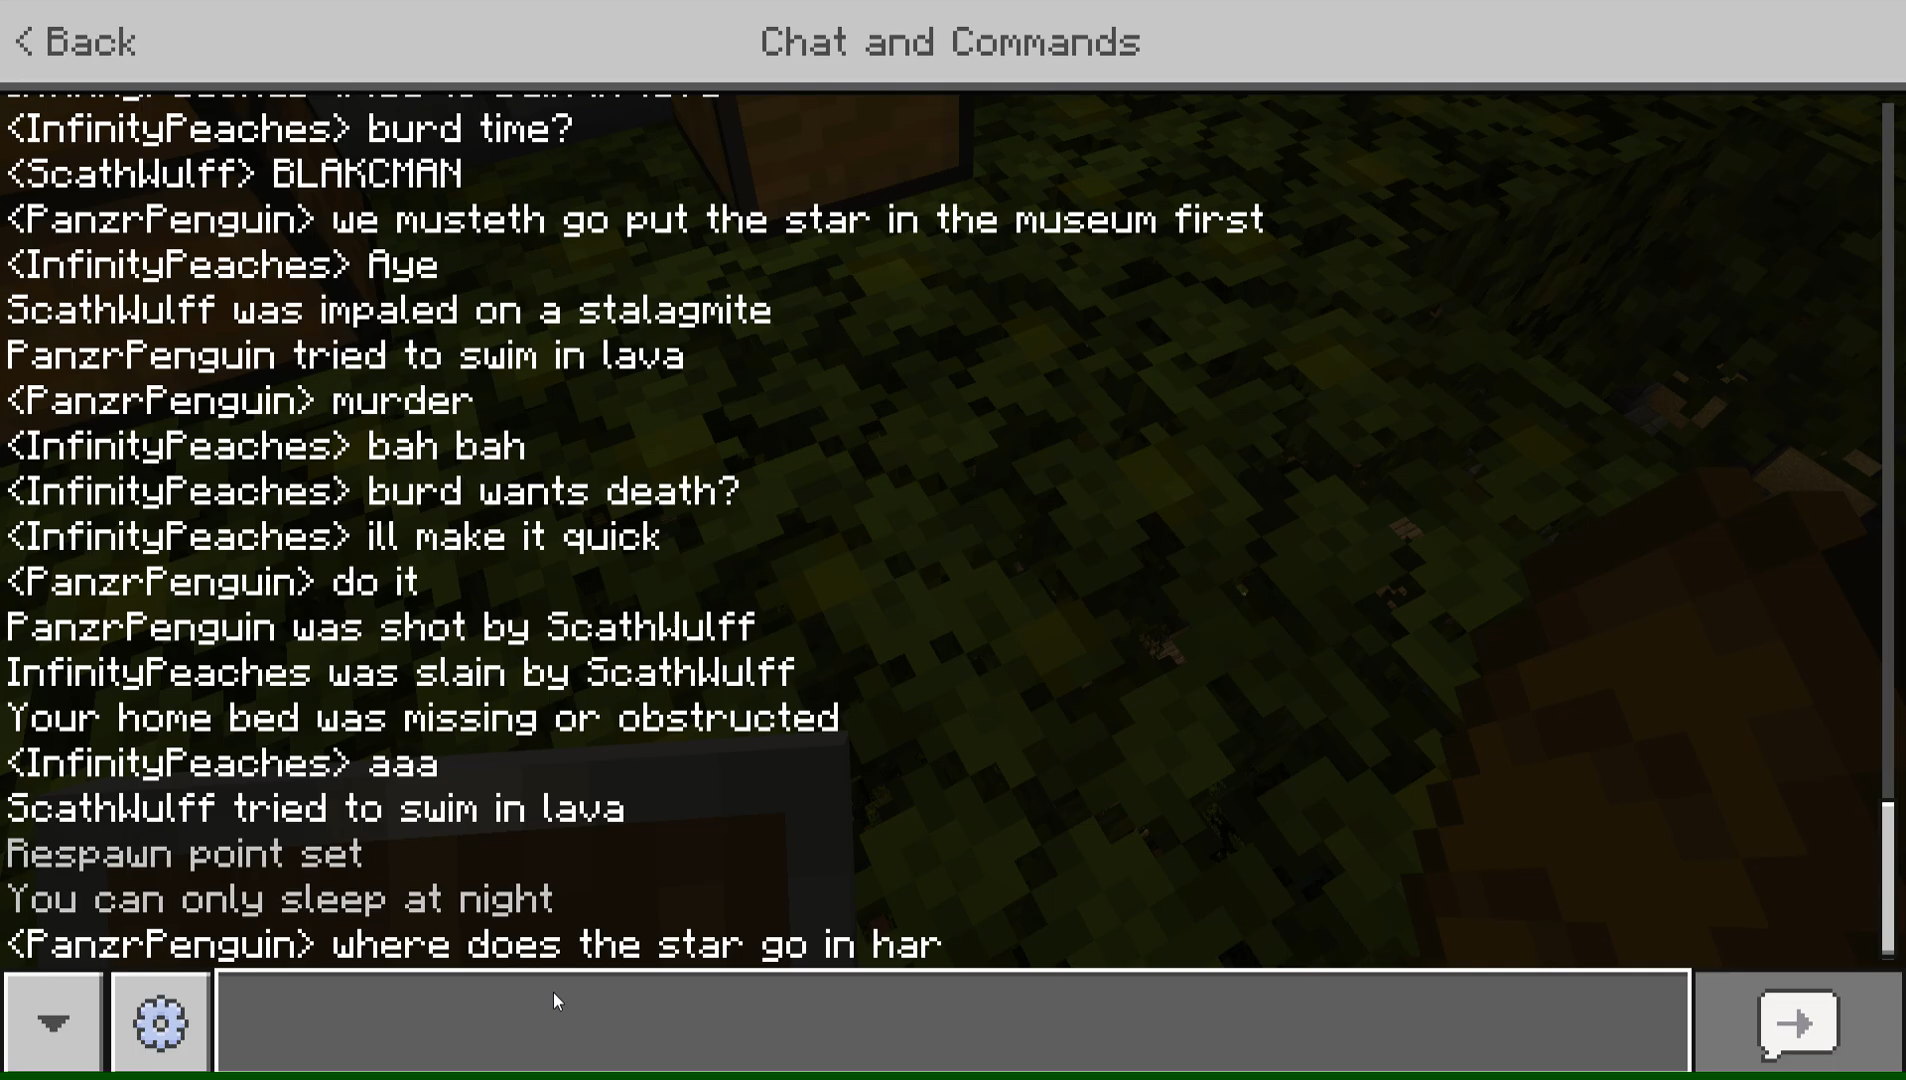 < Back
Chat and Commands
<InfinityPeaches> burd time?
<ScathWulff> BLAKCMAN
<PanzrPenguin> we musteth go put the star in the museum first
<InfinityPeaches> Aye
ScathWulff was impaled on a stalagmite
PanzrPenguin tried to swim in lava
<PanzrPenguin> murder
<InfinityPeaches> bah bah
<InfinityPeaches> burd wants death?
<InfinityPeaches> ill make it quick
<PanzrPenguin> do it
PanzrPenguin was shot by ScathWulff
InfinityPeaches was slain by ScathWulff
Your home bed was missing or obstructed
<InfinityPeaches> aaa
ScathWulff tried to swim in lava
Respawn point set
You can only sleep at night
<PanzrPenguin> where does the star go in har